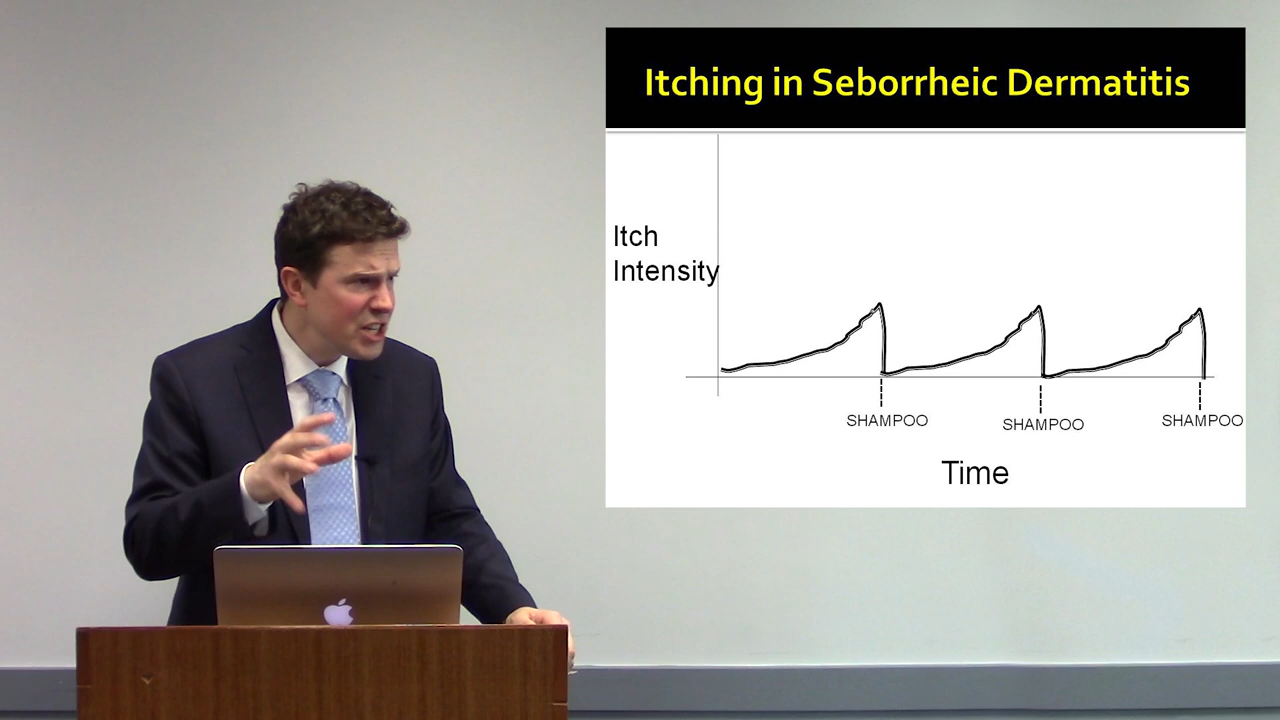 Itching in Seborrheic Dermatitis
Itch
Intensity
SHAMPOO
SHAMPOO
SHAMPOO
Time